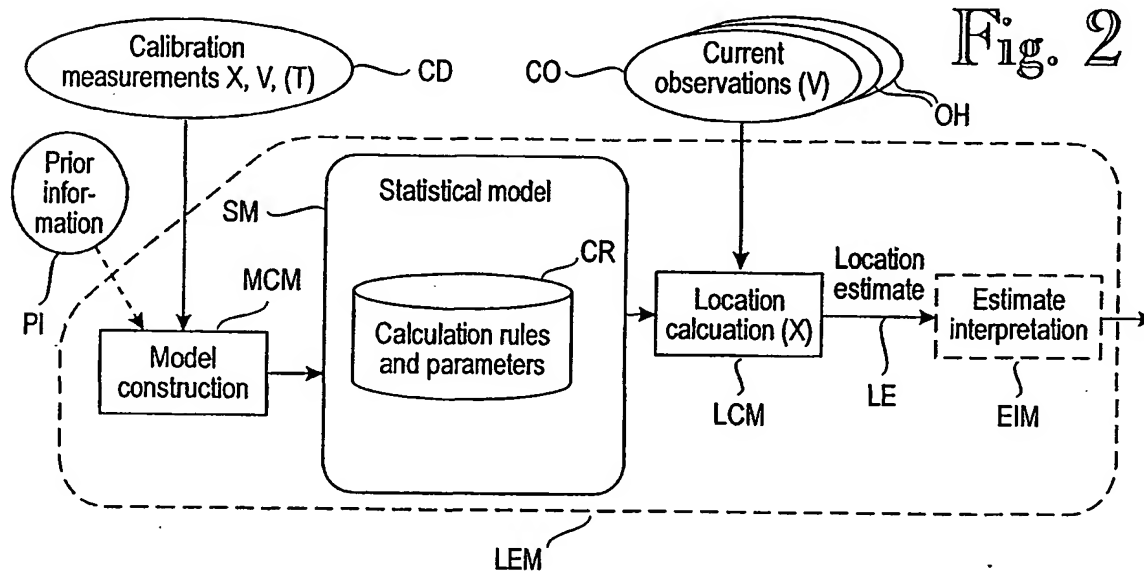 Fig. 2
Calibration
measurements X, V, (T)
CD
CO
Current
observations (V)
OH
Prior
infor-
mation
PI
SM
Statistical model
MCM
CR
Model
construction
Calculation rules
and parameters
Location
calcuation (X)
LCM
Location
estimate
LE
Estimate
interpretation
EIM
LEM